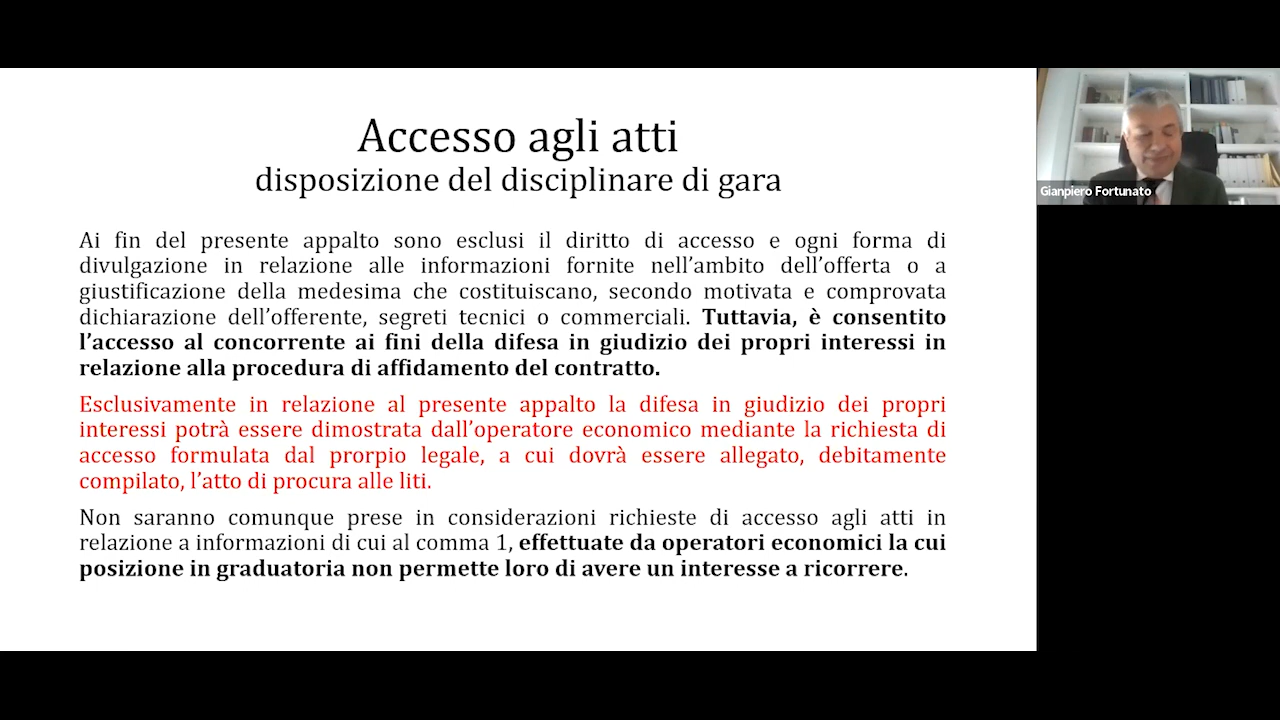 Accesso agli atti
disposizione del disciplinare di gara
Ai fin del presente appalto sono esclusi il diritto di accesso e ogni forma di
divulgazione in relazione alle informazioni fornite nell’ambito dell’offerta o a
giustificazione della medesima che costituiscano, secondo motivata e comprovata
dichiarazione dell’offerente, segreti tecnici o commerciali. Tuttavia, è consentito
l’accesso al concorrente ai fini della difesa in giudizio dei propri interessi in
relazione alla procedura di affidamento del contratto.
Esclusivamente in relazione al presente appalto la difesa in giudizio dei propri
interessi potrà essere dimostrata dall’operatore economico mediante la richiesta di
accesso formulata dal prorpio legale, a cui dovrà essere allegato, debitamente
compilato, l’atto di procura alle liti.
Non saranno comunque prese in considerazioni richieste di accesso agli atti in
relazione a informazioni di cui al comma 1, effettuate da operatori economici la cui
posizione in graduatoria non permette loro di avere un interesse a ricorrere.
Gianpiero Fortunato